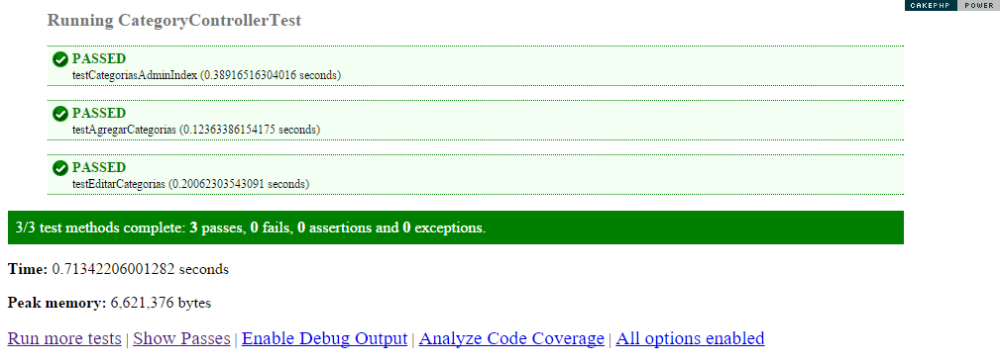 CAKEPHP POWER
Running CategoryControllerTest
PASSED
testCategoriasAdminIndex (0.38916516304016 seconds)
PASSED
testAgregarCategorias (0.12363386154175 seconds)
PASSED
testEditarCategorias (0.20062303543091 seconds)
3/3 test methods complete: 3 passes, 0 fails, 0 assertions and 0 exceptions.
Time: 0.71342206001282 seconds
Peak memory: 6,621,376 bytes
Run more tests | Show Passes | Enable Debug Output | Analyze Code Coverage | All options enabled